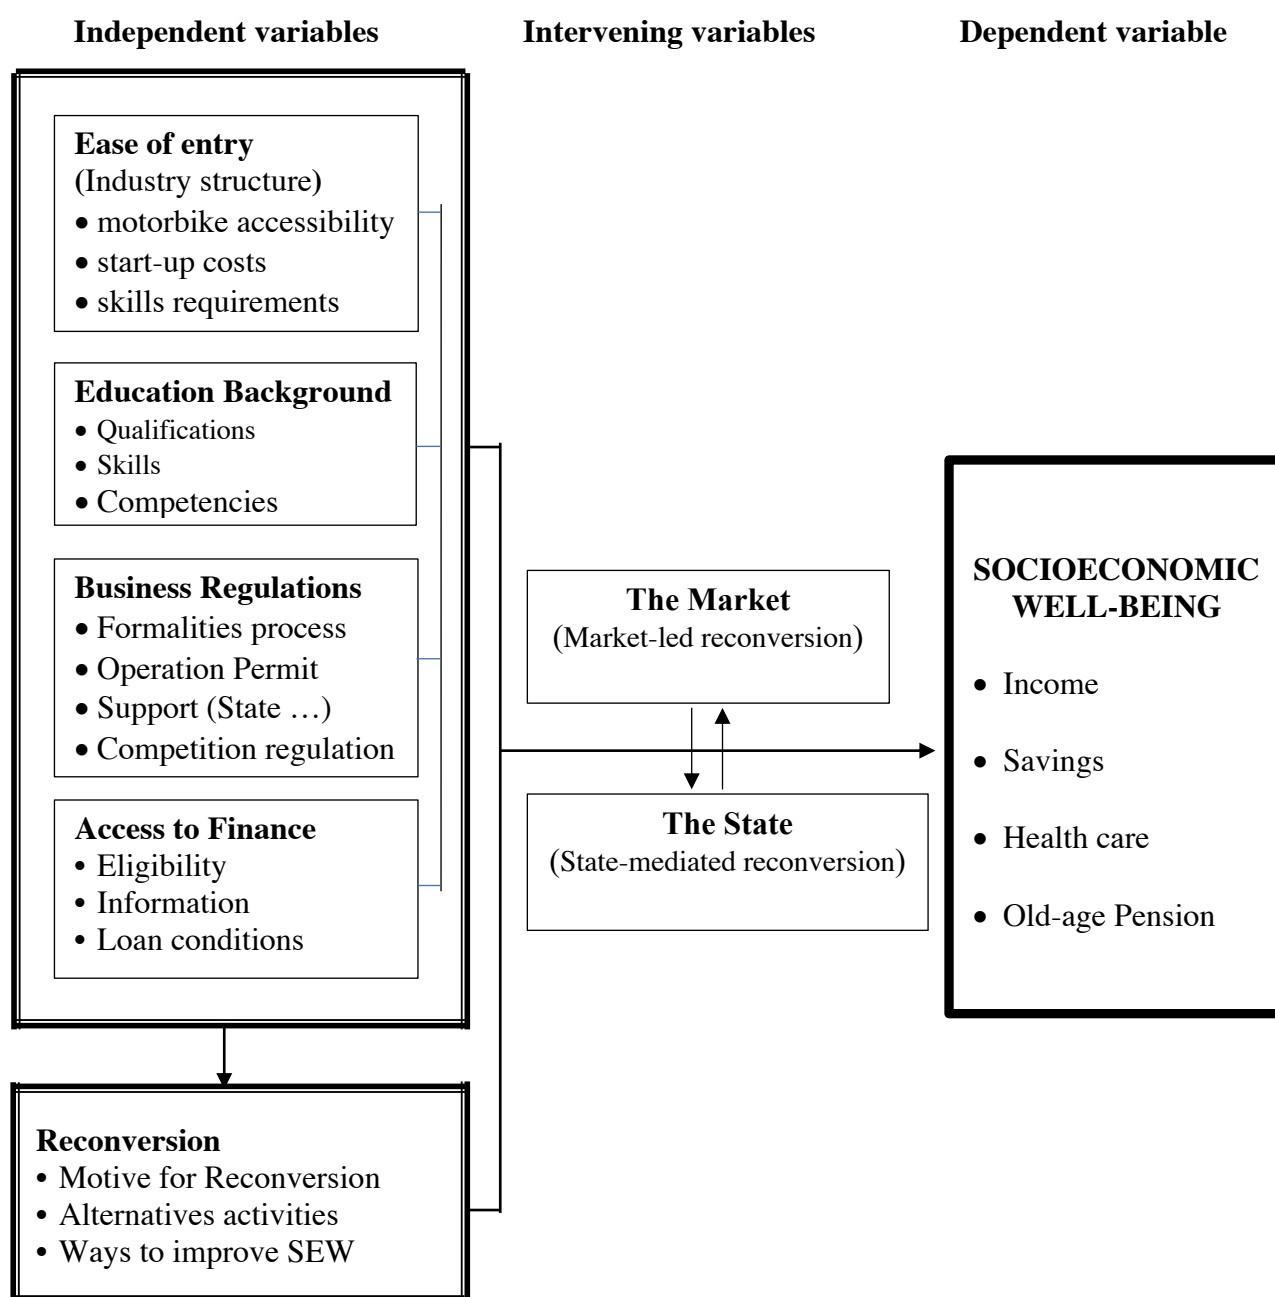 Independent variables
Intervening variables
Dependent variable
Ease of entry
(Industry structure)
• motorbike accessibility
• start-up costs
• skills requirements
Education Background
• Qualifications
• Skills
• Competencies
Business Regulations
• Formalities process
• Operation Permit
• Support (State …)
• Competition regulation
Access to Finance
• Eligibility
• Information
• Loan conditions
Reconversion
• Motive for Reconversion
• Alternatives activities
• Ways to improve SEW
The Market
(Market-led reconversion)
The State
(State-mediated reconversion)
SOCIOECONOMIC
WELL-BEING
• Income
• Savings
• Health care
• Old-age Pension